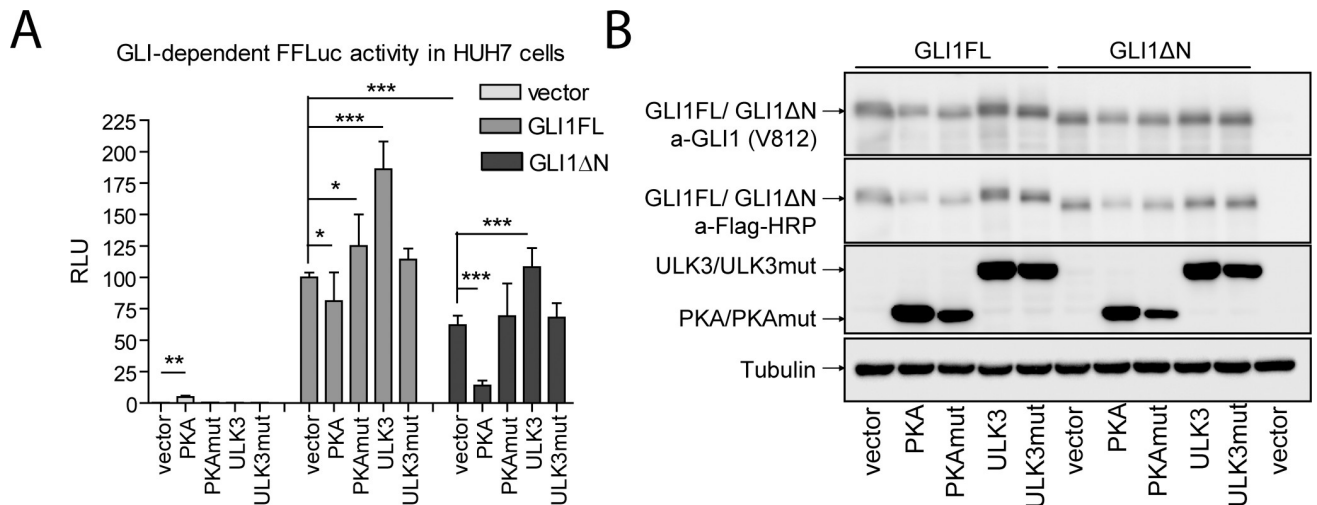 A
GLI-dependent FFLuc activity in HUH7 cells
vector
GLI1FL
GLI1ΔN
RLU
225
200
175
150
125
100
75
50
25
0
**
*
*
***
***
***
***
vector
PKA
PKAmut
ULK3
ULK3mut
vector
PKA
PKAmut
ULK3
ULK3mut
vector
PKA
PKAmut
ULK3
ULK3mut
B
GLI1FL GLI1ΔN
GLI1FL/ GLI1ΔN
a-GLI1 (V812)
GLI1FL/ GLI1ΔN
a-Flag-HRP
ULK3/ULK3mut
PKA/PKAmut
Tubulin
vector
PKA
PKAmut
ULK3
ULK3mut
vector
PKA
PKAmut
ULK3
ULK3mut
vector